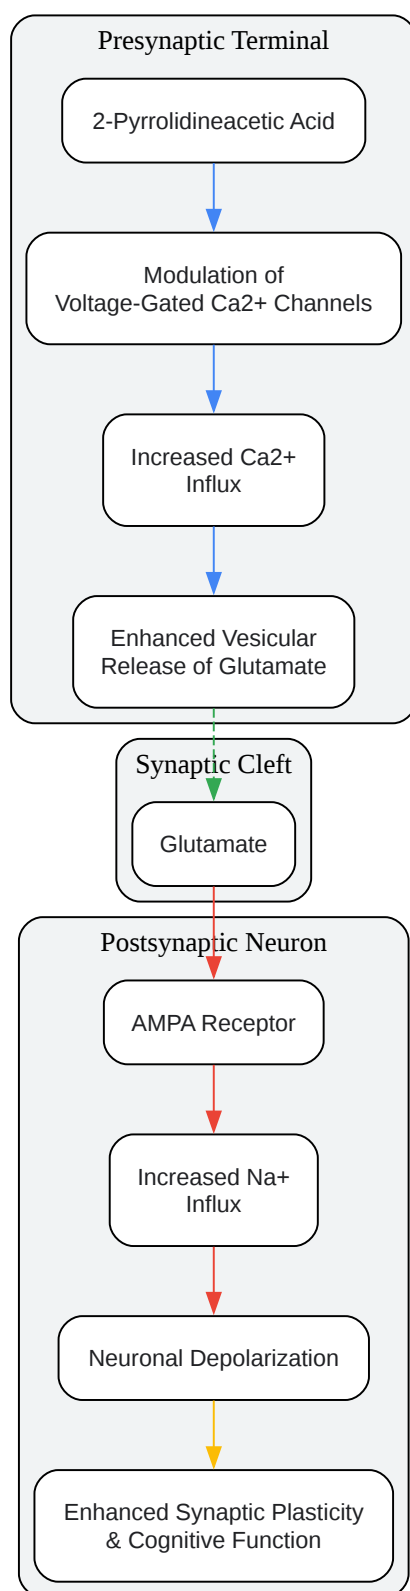 Presynaptic Terminal
2-Pyrrolidineacetic Acid
Modulation of
Voltage-Gated Ca2+ Channels
Increased Ca2+
Influx
Enhanced Vesicular
Release of Glutamate
Synaptic Cleft
Glutamate
Postsynaptic Neuron
AMPA Receptor
Increased Na+
Influx
Neuronal Depolarization
Enhanced Synaptic Plasticity
& Cognitive Function